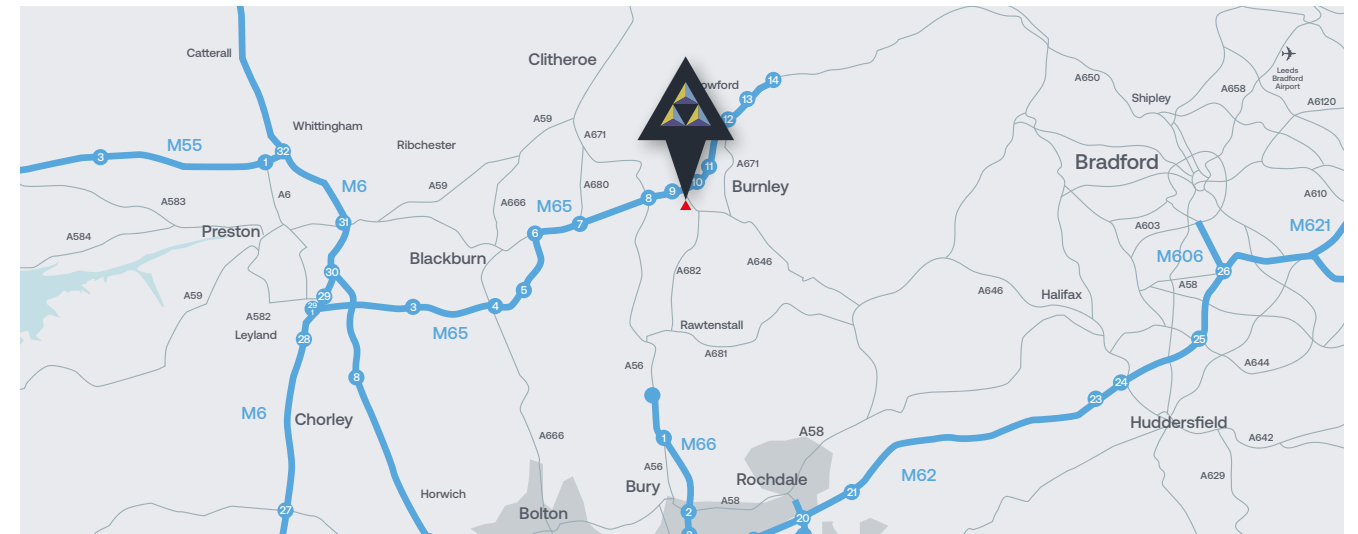 Catterall
Clitheroe
14
owford
13
12
A650
Shipley
Leeds
Bradford
Airport
A658
A6120
Whittingham
A59
A671
Ribchester
M55
3
1
32
M6
A59
A6
A583
A584
Preston
31
A666
M65
A680
8
9
10
11
A671
Burnley
7
6
Bradford
A610
A603
M621
M606
26
A58
Blackburn
30
29
29
1
A59
A582
Leyland
28
3
M65
4
5
A682
A646
Rawtenstall
A681
A56
A646
Halifax
25
A644
24
23
Huddersfield
A642
A629
8
M6
Chorley
A666
1
M66
A56
Bury
A58
Rochdale
A58
M62
21
20
2
Horwich
Bolton
27